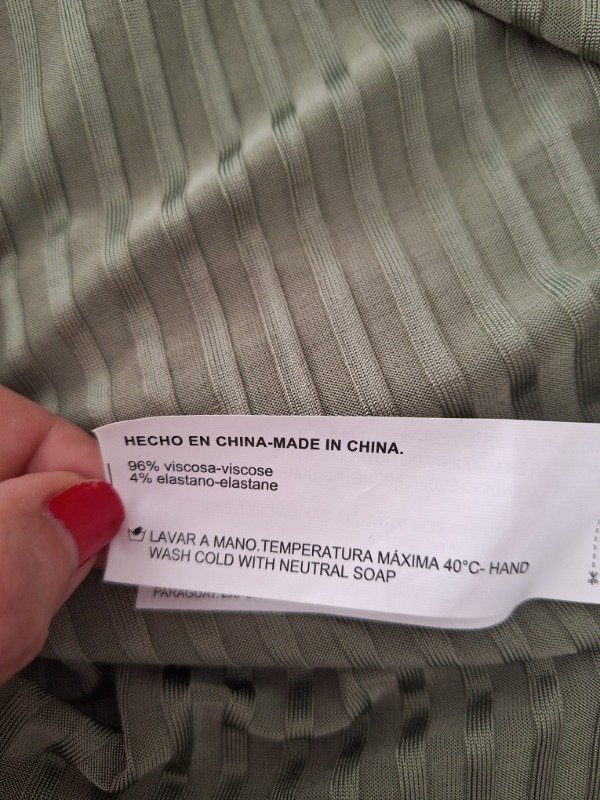 HECHO EN CHINA-MADE IN CHINA.
96% viscosa-viscose
4% elastano-elastane
LAVAR A MANO.TEMPERATURA MÁXIMA 40°C- HAND
WASH COLD WITH NEUTRAL SOAP
PARAGUAY.